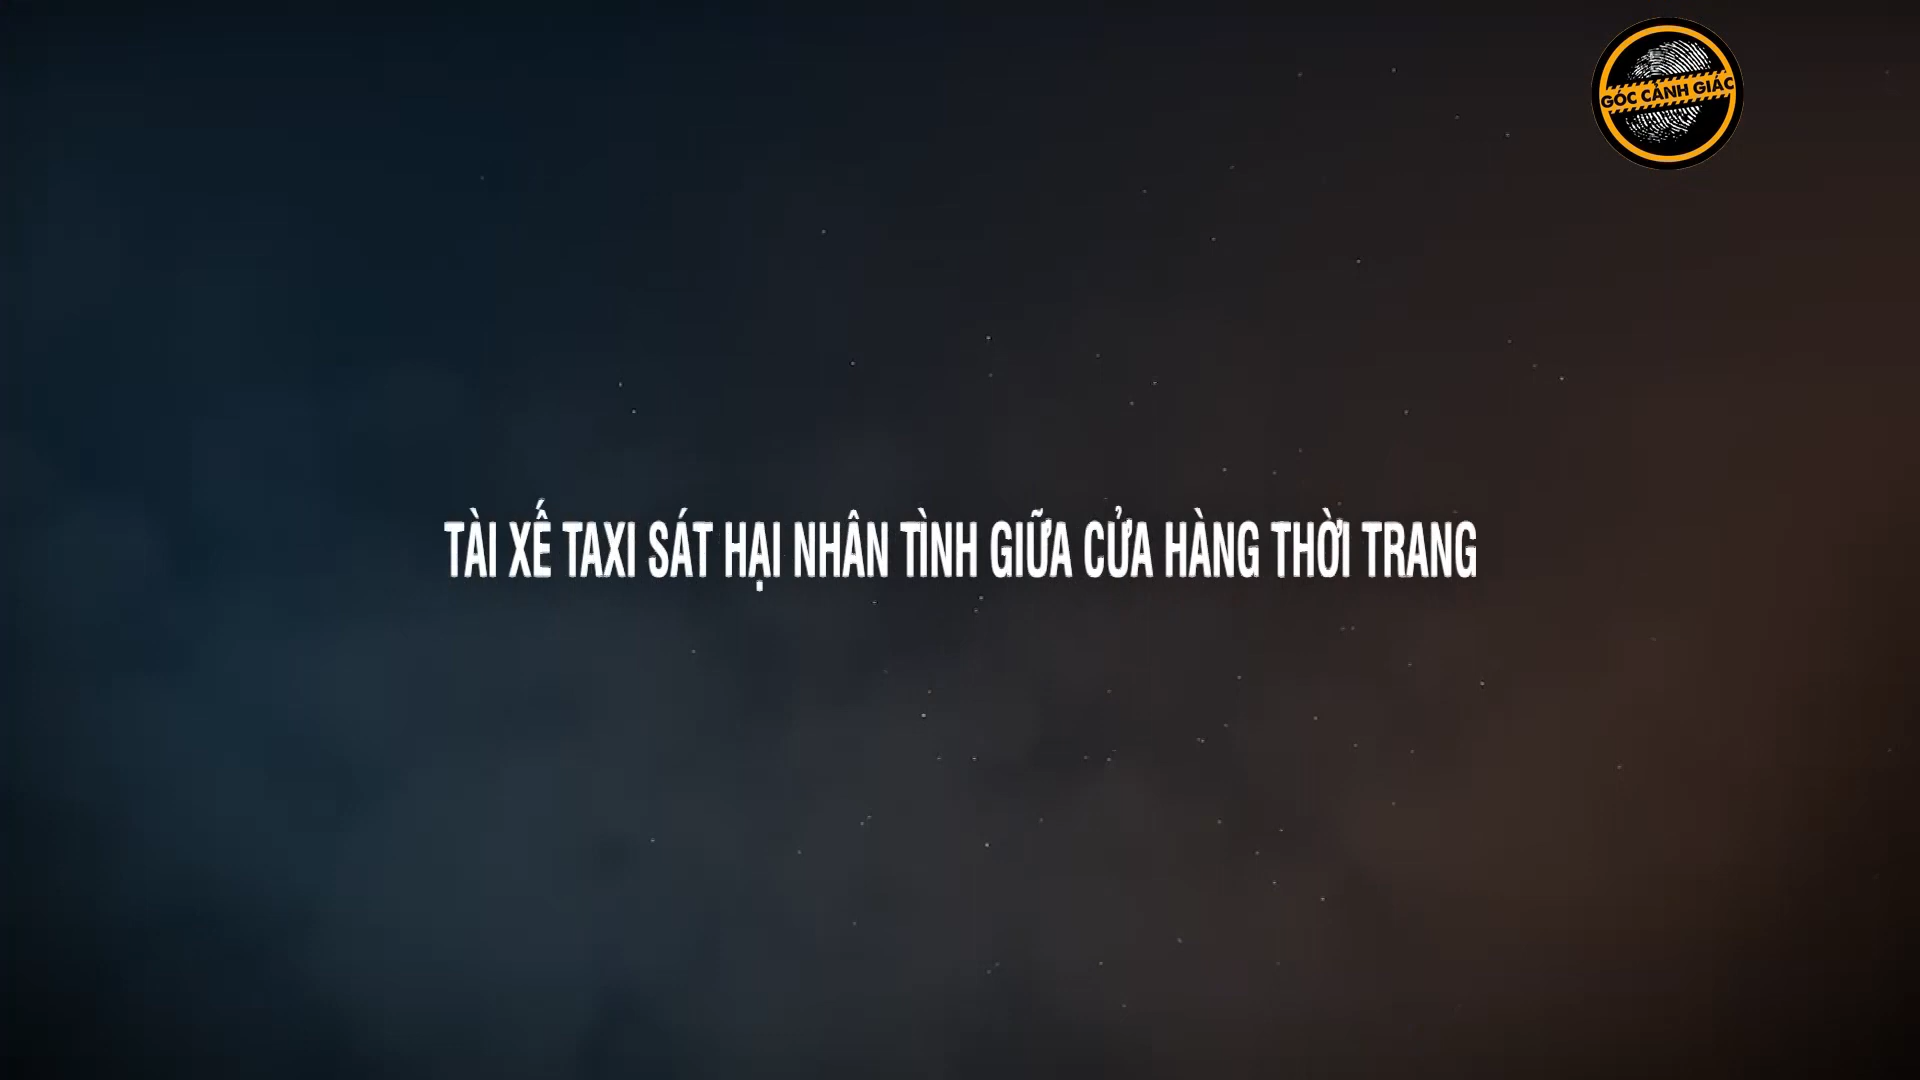 GÓC CẢNH GIÁC
TÀI XẾ TAXI SÁT HẠI NHÂN TÌNH GIỮA CỬA HÀNG THỜI TRANG